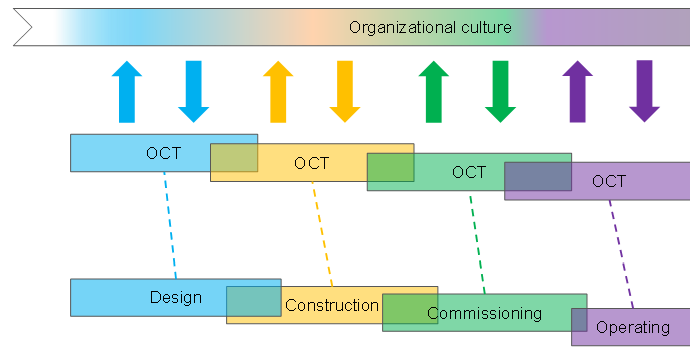 Organizational culture
OCT
OCT
OCT
OCT
Design
Construction
Commissioning
Operating